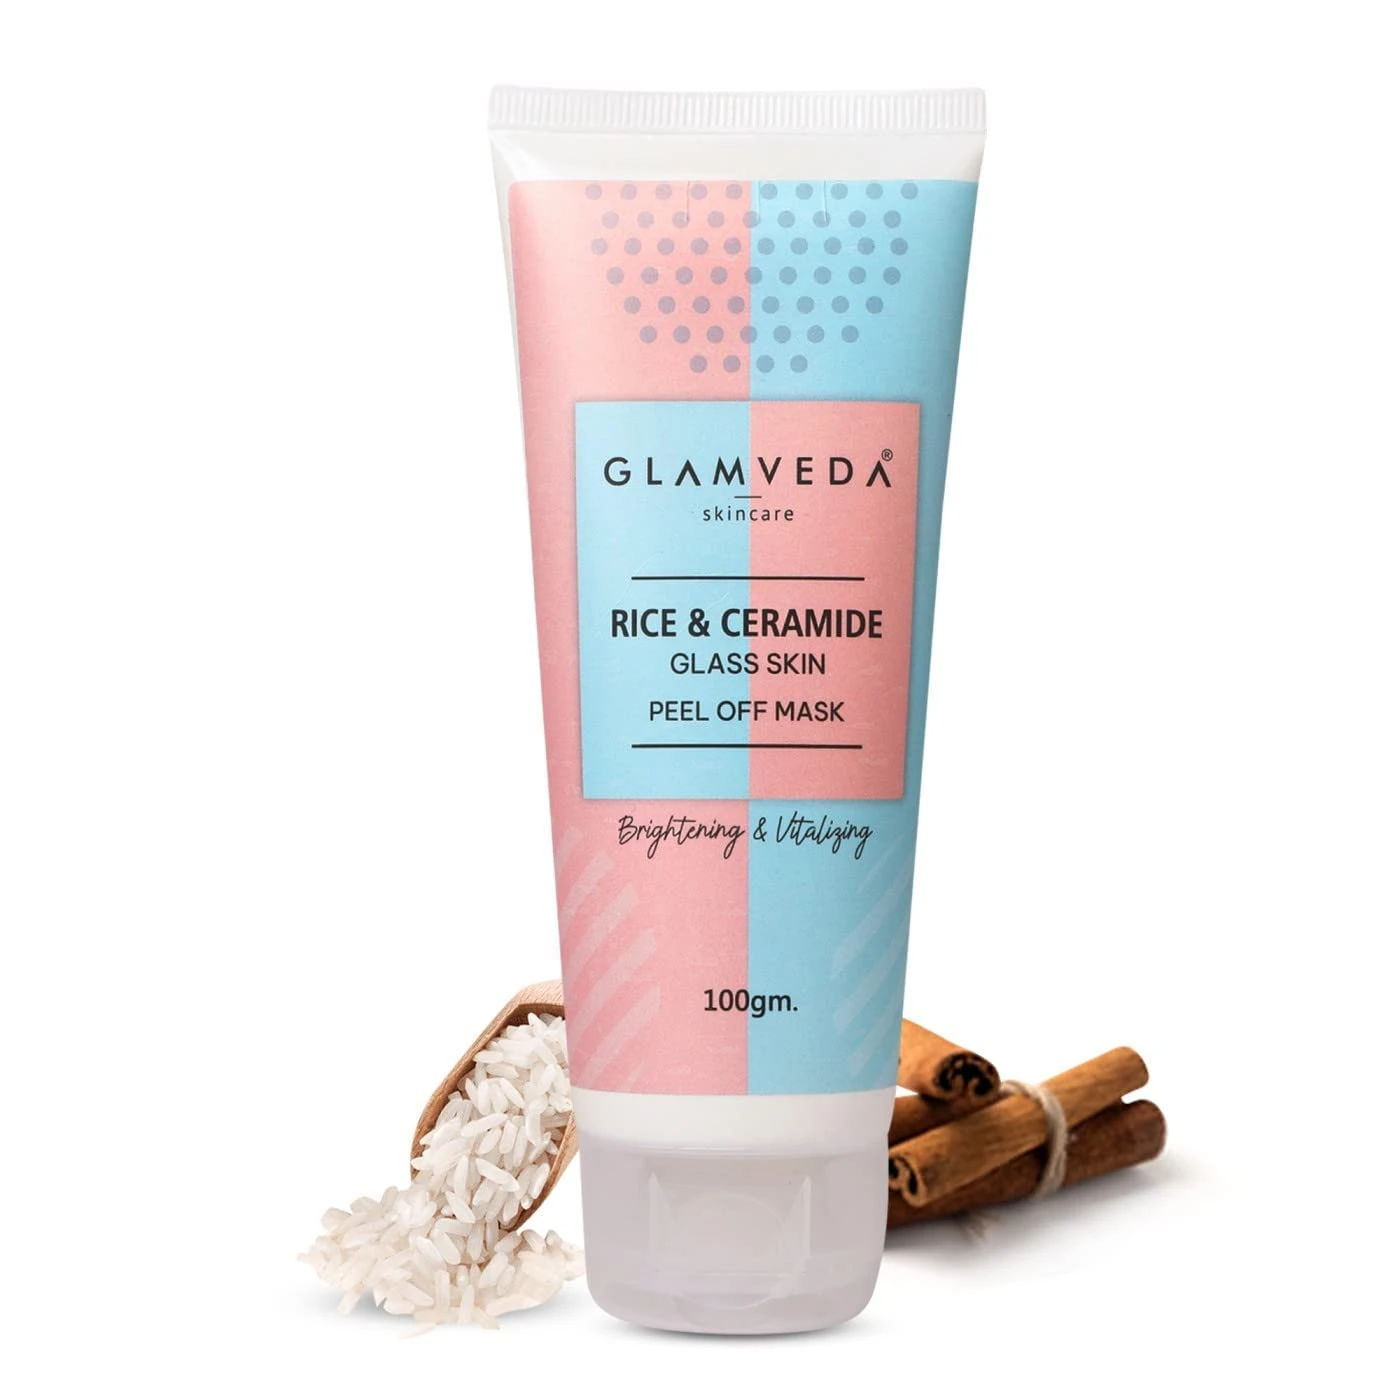 GLAMVEDA®
skincare
RICE & CERAMIDE
GLASS SKIN
PEEL OFF MASK
Brightening & Vitalizing
100gm.